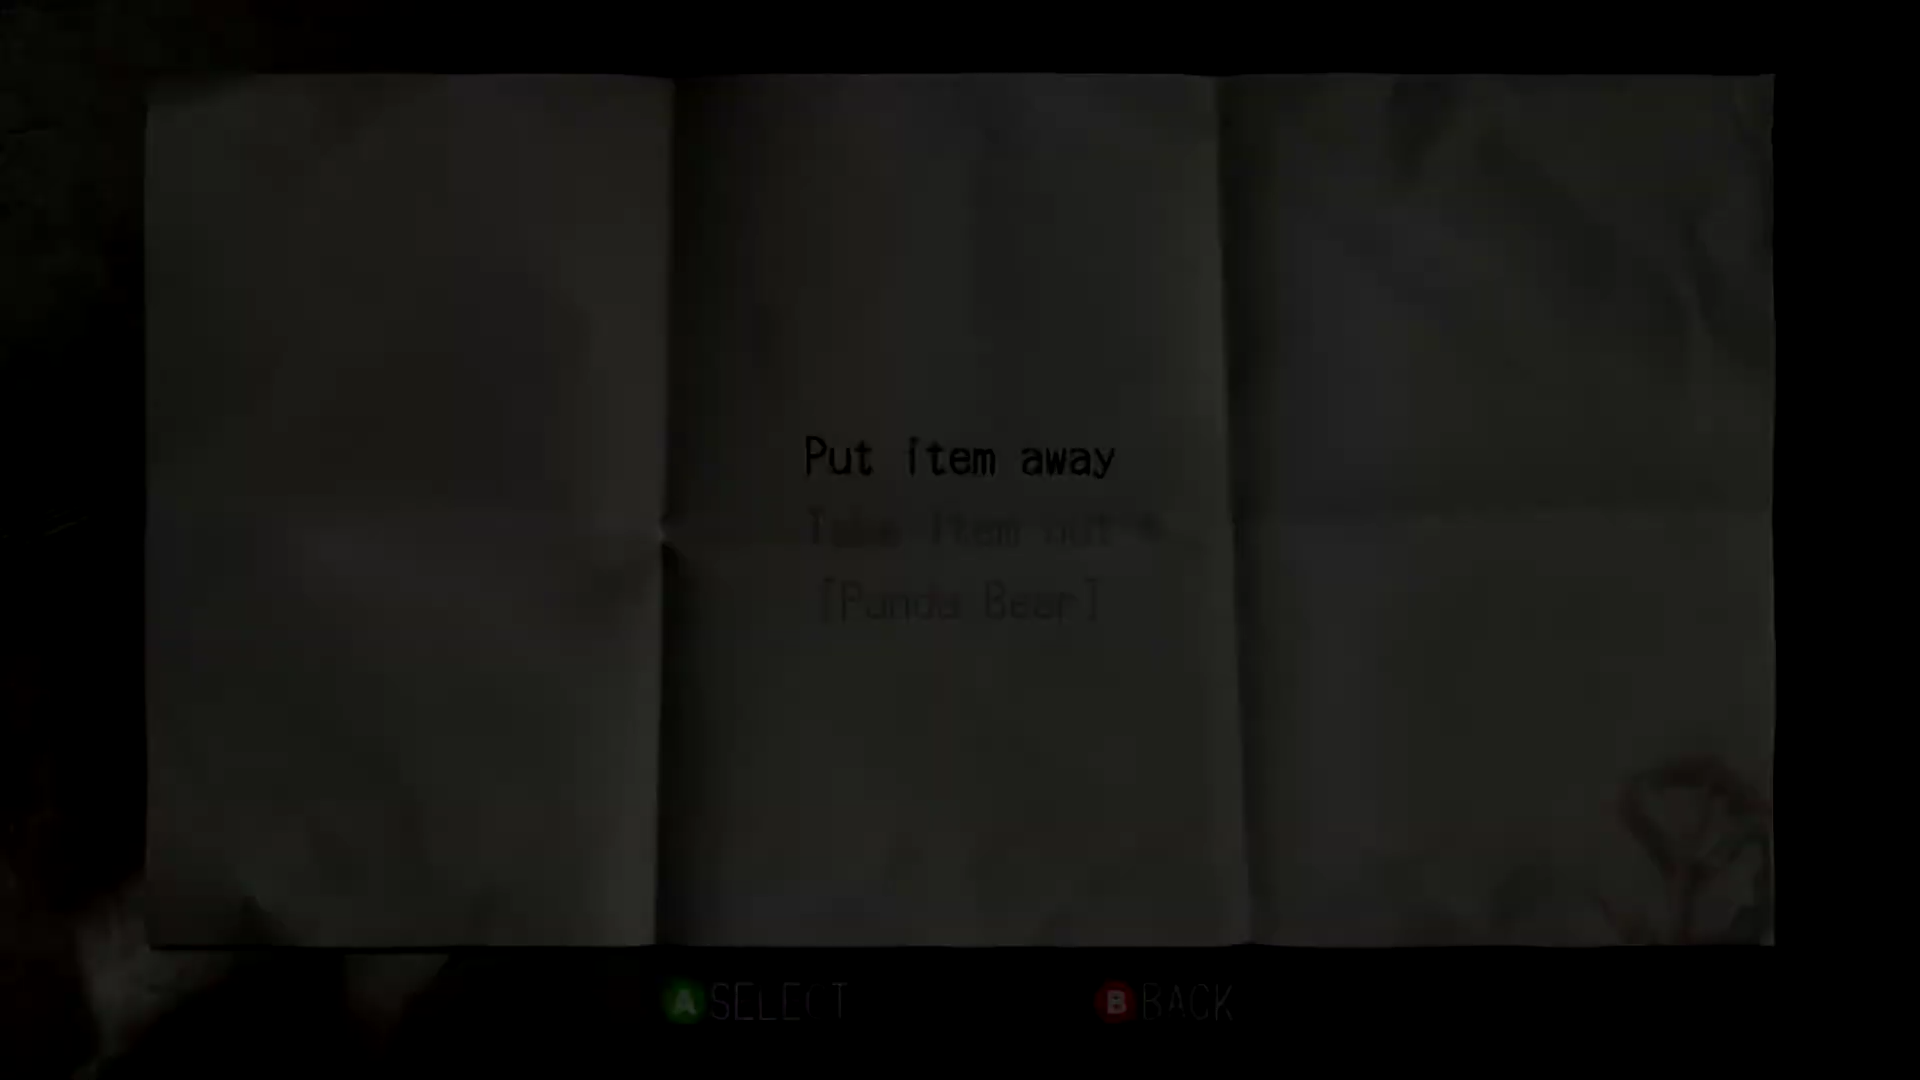 Put item away
Take item out
[Panda Bear]
A SELECT B BACK